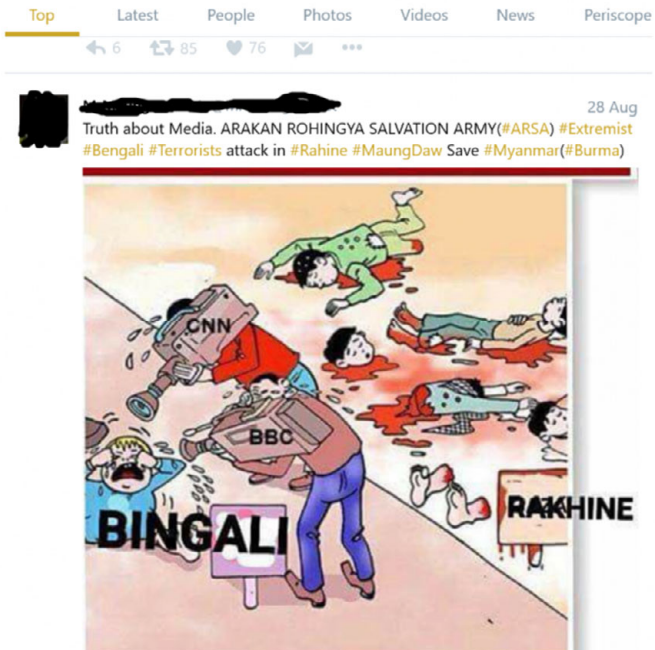 Top Latest People Photos Videos News Periscope
6 85 76
28 Aug
Truth about Media. ARAKAN ROHINGYA SALVATION ARMY(#ARSA) #Extremist
#Bengali #Terrorists attack in #Rahine #MaungDaw Save #Myanmar(#Burma)
CNN
BBC
BINGALI
RAKHINE